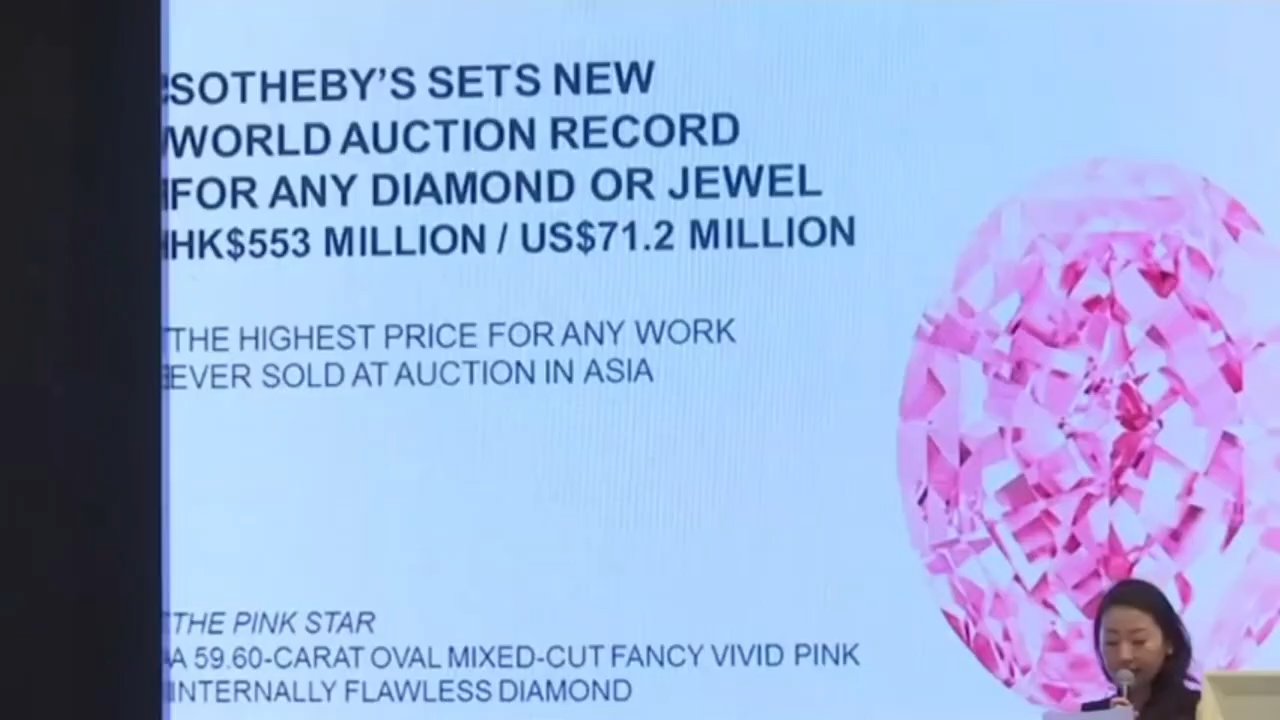 SOTHEBY'S SETS NEW
WORLD AUCTION RECORD
FOR ANY DIAMOND OR JEWEL
HK$553 MILLION / US$71.2 MILLION
THE HIGHEST PRICE FOR ANY WORK
EVER SOLD AT AUCTION IN ASIA
THE PINK STAR
A 59.60-CARAT OVAL MIXED-CUT FANCY VIVID PINK
INTERNALLY FLAWLESS DIAMOND